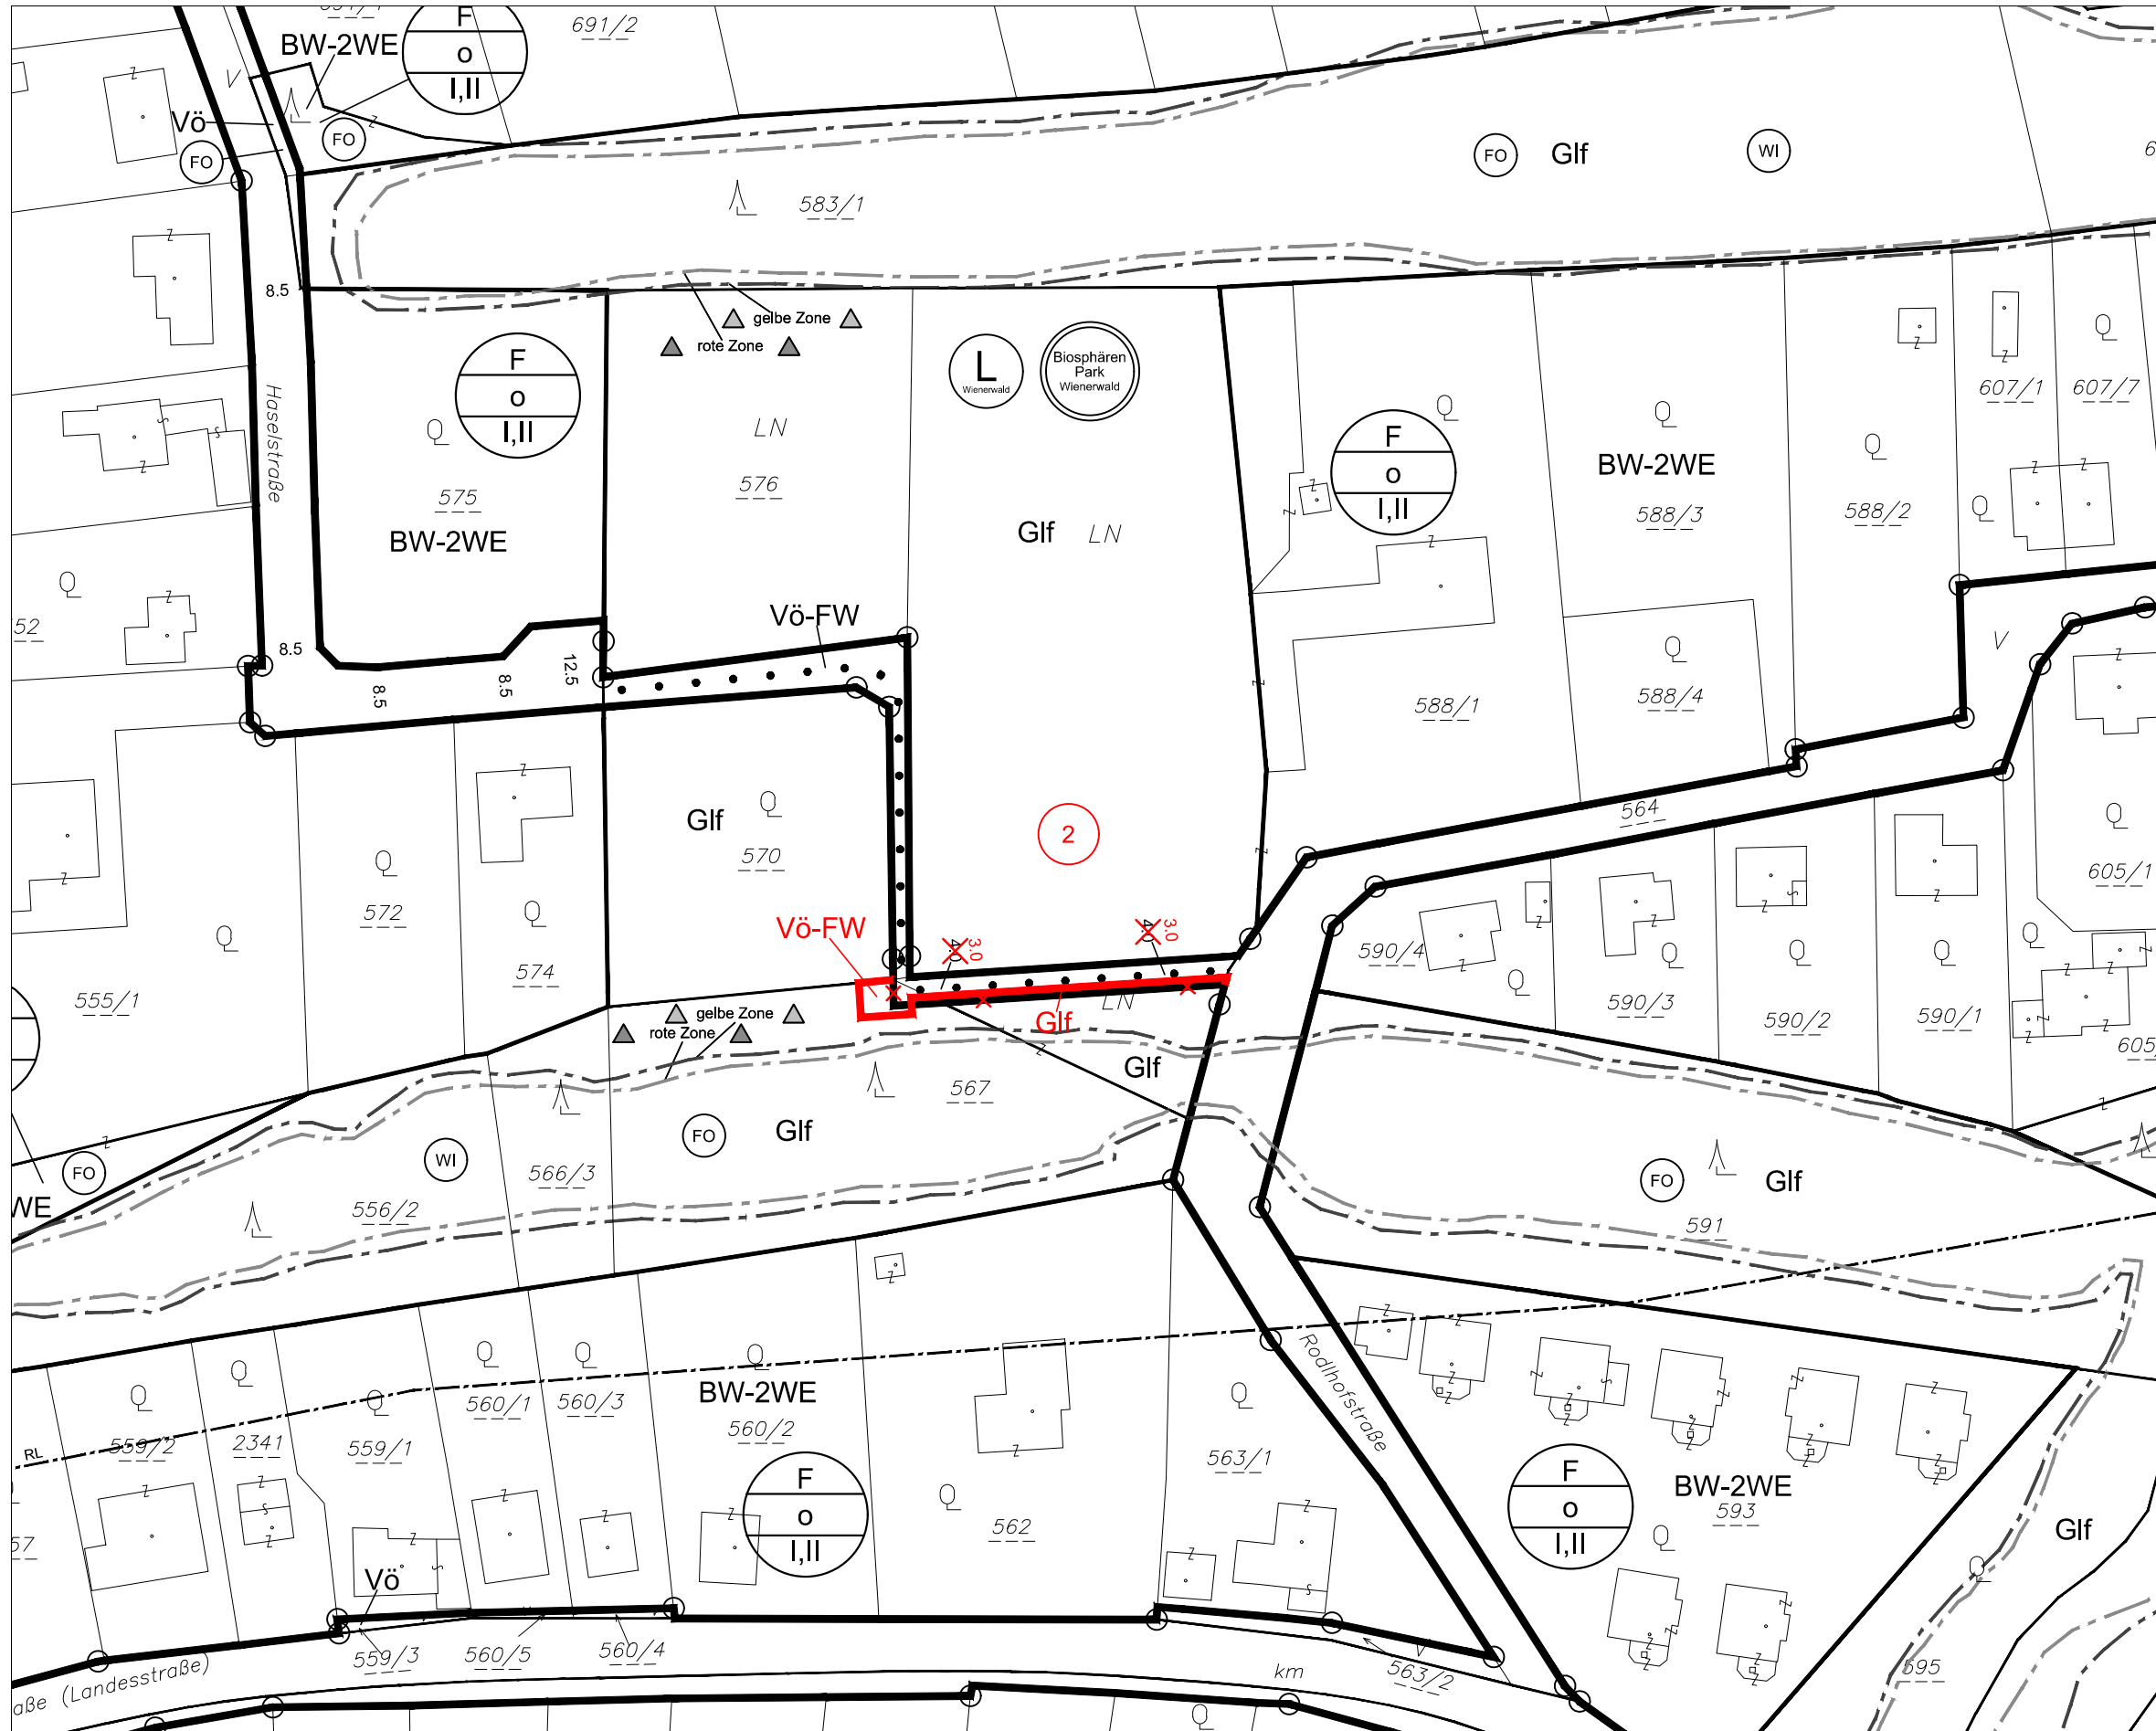 691/2
F
BW-2WE
o
I,II
V
Vö
FO
FO
Z
Z
FO
Glf
WI
583/1
Z
8.5
gelbe Zone
rote Zone
F
o
I,II
L
Wienerwald
Biosphären
Park
Wienerwald
Haselstraße
LN
576
575
BW-2WE
Glf
LN
F
o
I,II
BW-2WE
588/3
588/2
607/1
607/7
Vö-FW
8.5
12.5
8.5
8.5
52
588/1
588/4
V
564
Glf
570
2
605/1
572
574
555/1
Vö-FW
4.0
3.0
4.0
3.0
590/4
590/3
590/2
590/1
605
gelbe Zone
rote Zone
LN
Glf
Glf
567
FO
Glf
WI
566/3
556/2
FO
WE
FO
Glf
591
BW-2WE
560/2
560/1
560/3
559/2
2341
559/1
RL
57
F
o
I,II
562
563/1
Rodlhofstraße
F
o
I,II
BW-2WE
593
Glf
595
Vö
559/3
560/5
560/4
km
563/2
V
aße (Landesstraße)